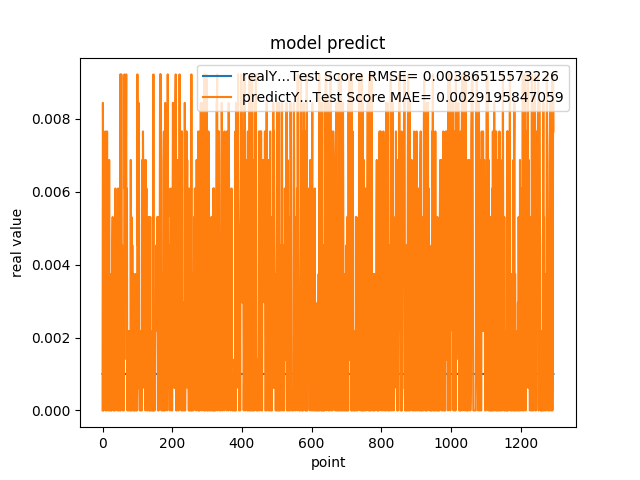 model predict
realY...Test Score RMSE= 0.00386515573226
predictY...Test Score MAE= 0.0029195847059
real value
0.008
0.006
0.004
0.002
0.000
0 200 400 600 800 1000 1200
point